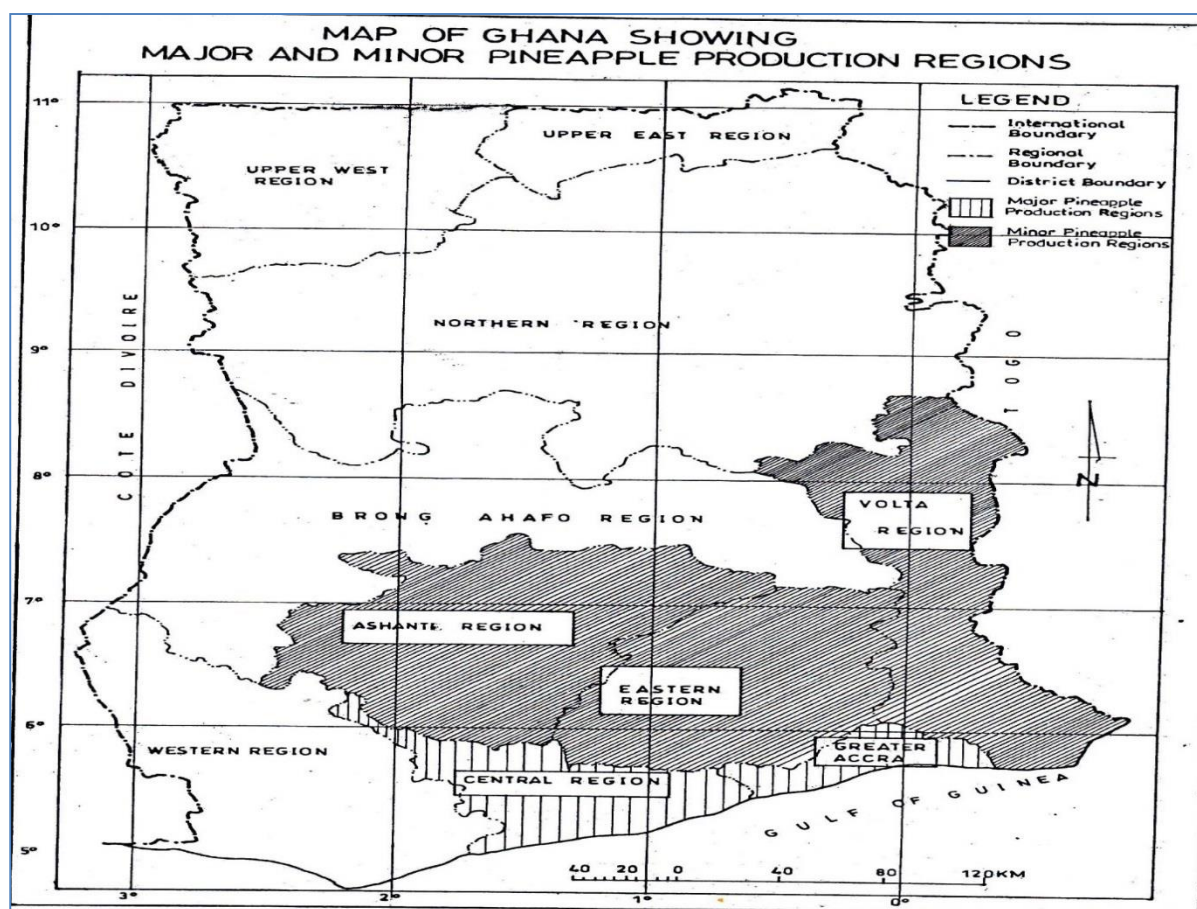 MAP OF GHANA SHOWING
MAJOR AND MINOR PINEAPPLE PRODUCTION REGIONS
LEGEND
International
Boundary
Regional
Boundary
District Boundary
Major Pineapple
Production Regions
Minor Pineapple
Production Regions
11°
10°
9°
8°
7°
6°
5°
UPPER EAST REGION
UPPER WEST
REGION
NORTHERN REGION
COTE DIVOIRE
TOGO
N
VOLTA
REGION
BRONG AHAFO REGION
ASHANTE REGION
EASTERN
REGION
WESTERN REGION
GREATER
ACCRA
CENTRAL REGION
GULF OF GUINEA
40 20 0 40 80 120KM
3° 2° 1° 0°